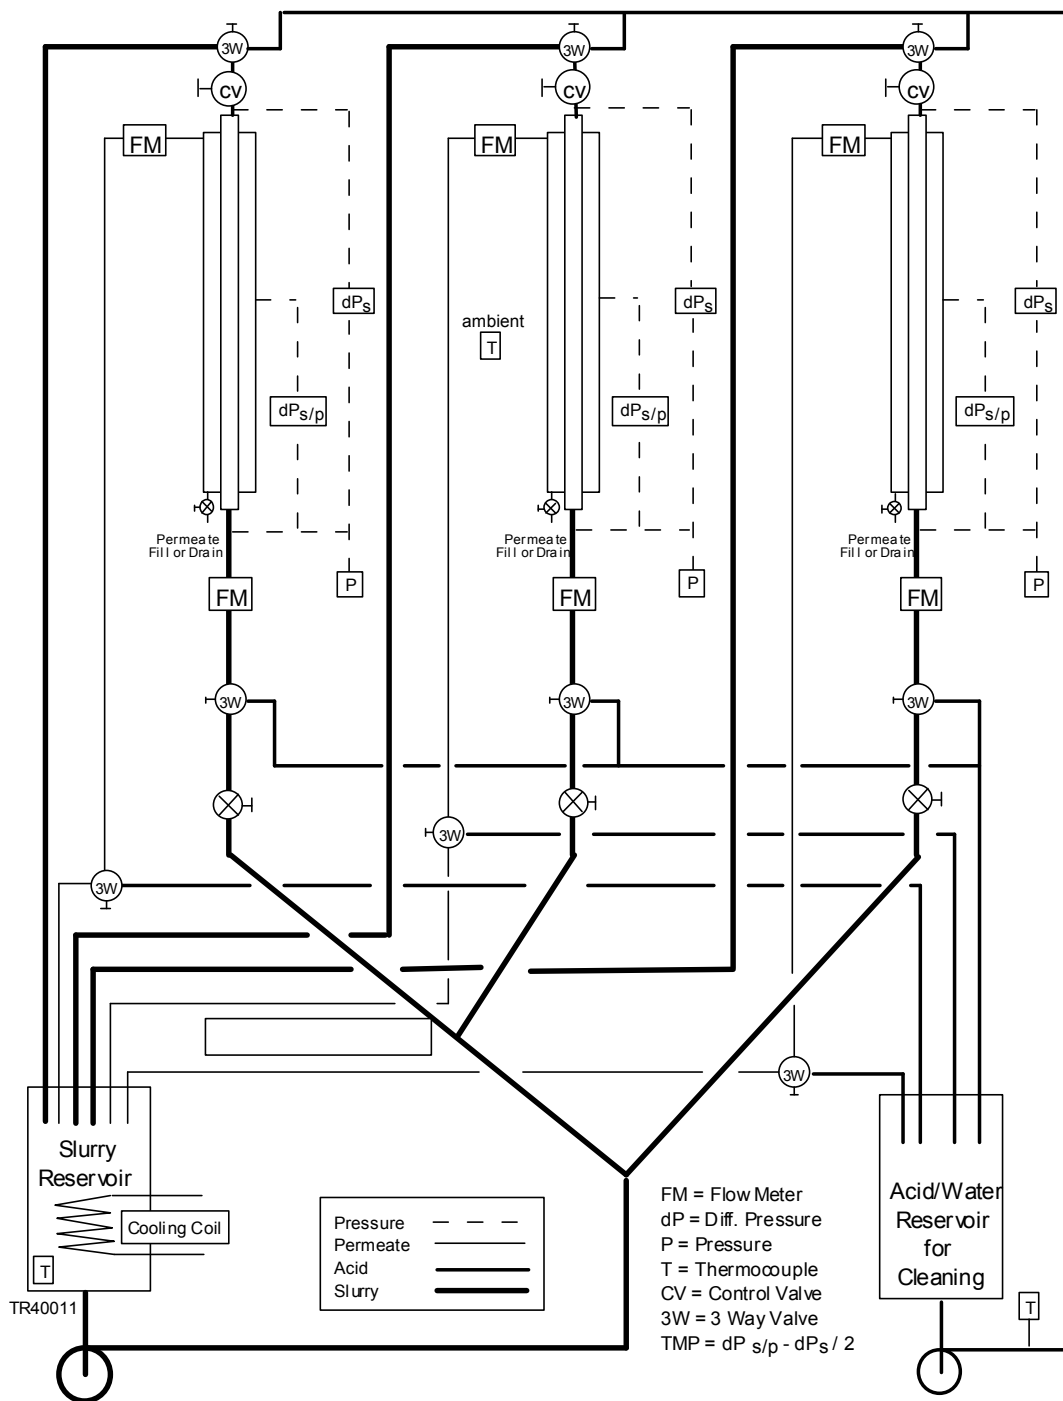 3W 3W 3W
cv cv cv
FM FM FM
dPs dPs dPs
ambient
T
dPs/p dPs/p dPs/p
Permeate Permeate Permeate
Fill or Drain Fill or Drain Fill or Drain
P P P
FM FM FM
3W 3W 3W
3W
3W
3W
Slurry
Reservoir
Cooling Coil
T
TR40011
Pressure
Permeate
Acid
Slurry
FM = Flow Meter
dP = Diff. Pressure
P = Pressure
T = Thermocouple
CV = Control Valve
3W = 3 Way Valve
TMP = dP s/p - dPs / 2
Acid/Water
Reservoir
for
Cleaning
T